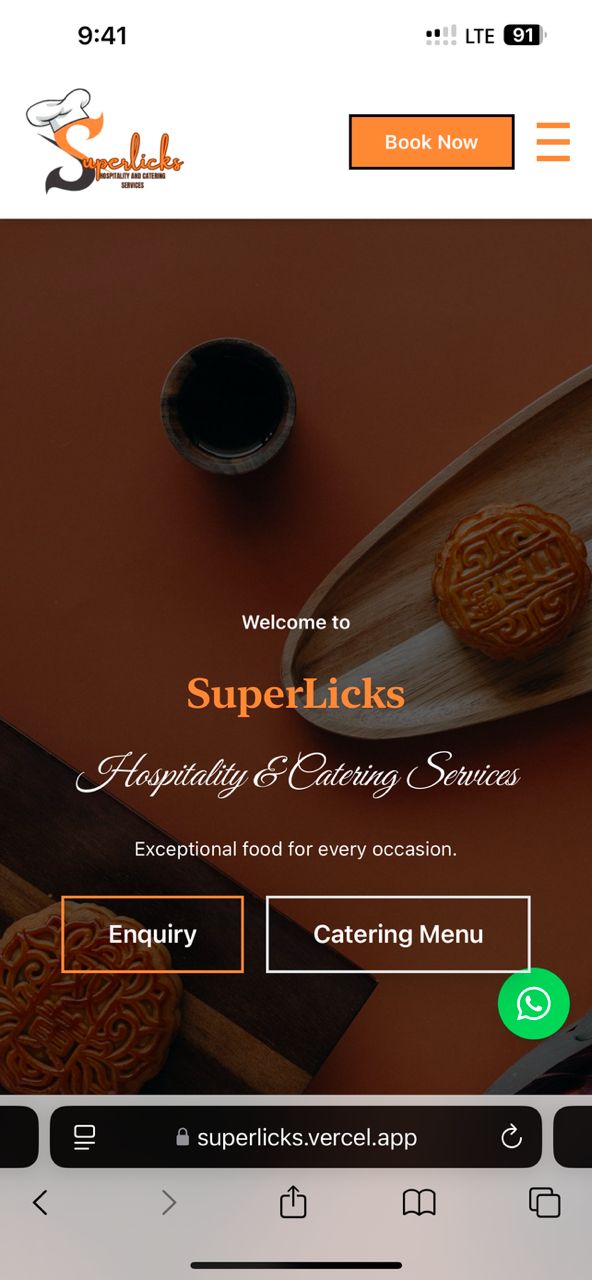 9:41
LTE 91
Superlicks
HOSPITALITY AND CATERING
SERVICES
Book Now
Welcome to
SuperLicks
Hospitality & Catering Services
Exceptional food for every occasion.
Enquiry
Catering Menu
superlicks.vercel.app